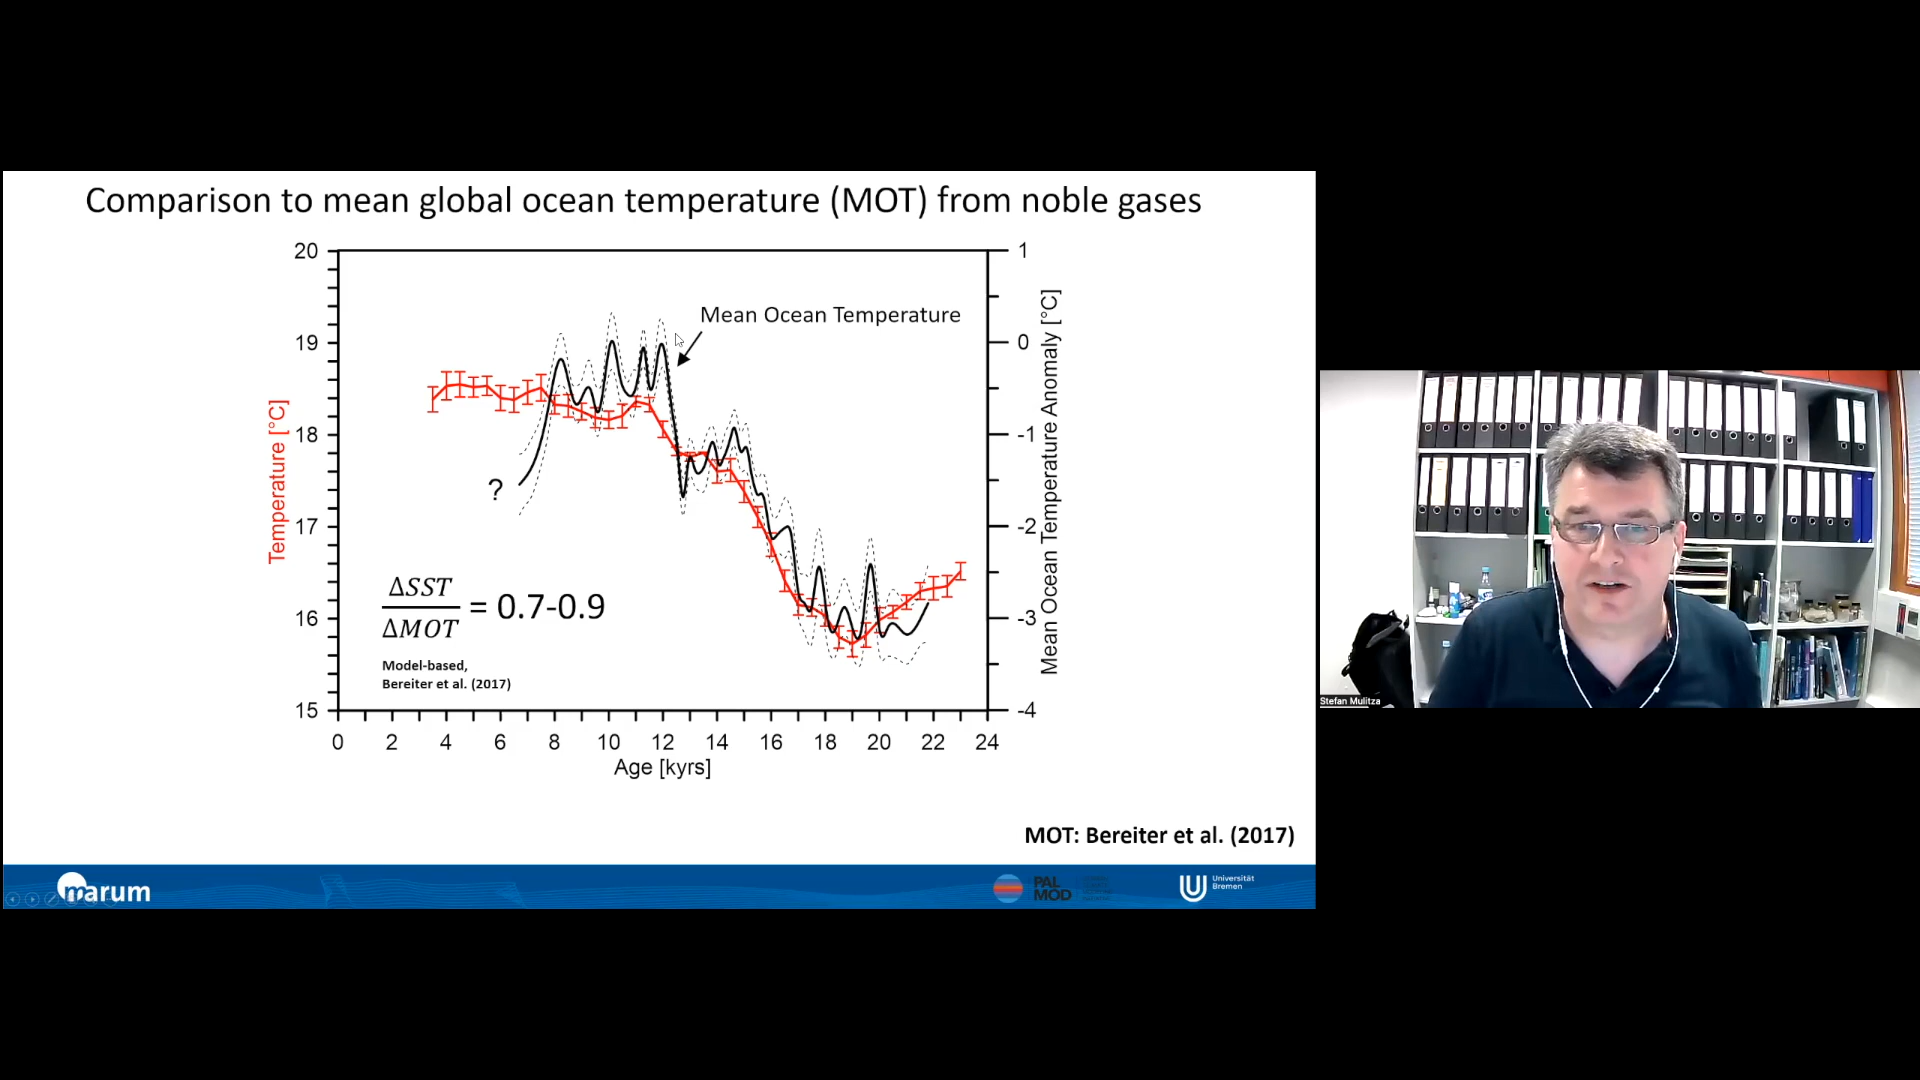 Comparison to mean global ocean temperature (MOT) from noble gases
20
19
18
17
16
15
Temperature [°C]
1
0
-1
-2
-3
-4
Mean Ocean Temperature Anomaly [°C]
Mean Ocean Temperature
?
ΔSST
ΔMOT
= 0.7-0.9
Model-based,
Bereiter et al. (2017)
0 2 4 6 8 10 12 14 16 18 20 22 24
Age [kyrs]
MOT: Bereiter et al. (2017)
marum
PAL
MOD
Universität
Bremen
Stefan Mulitza